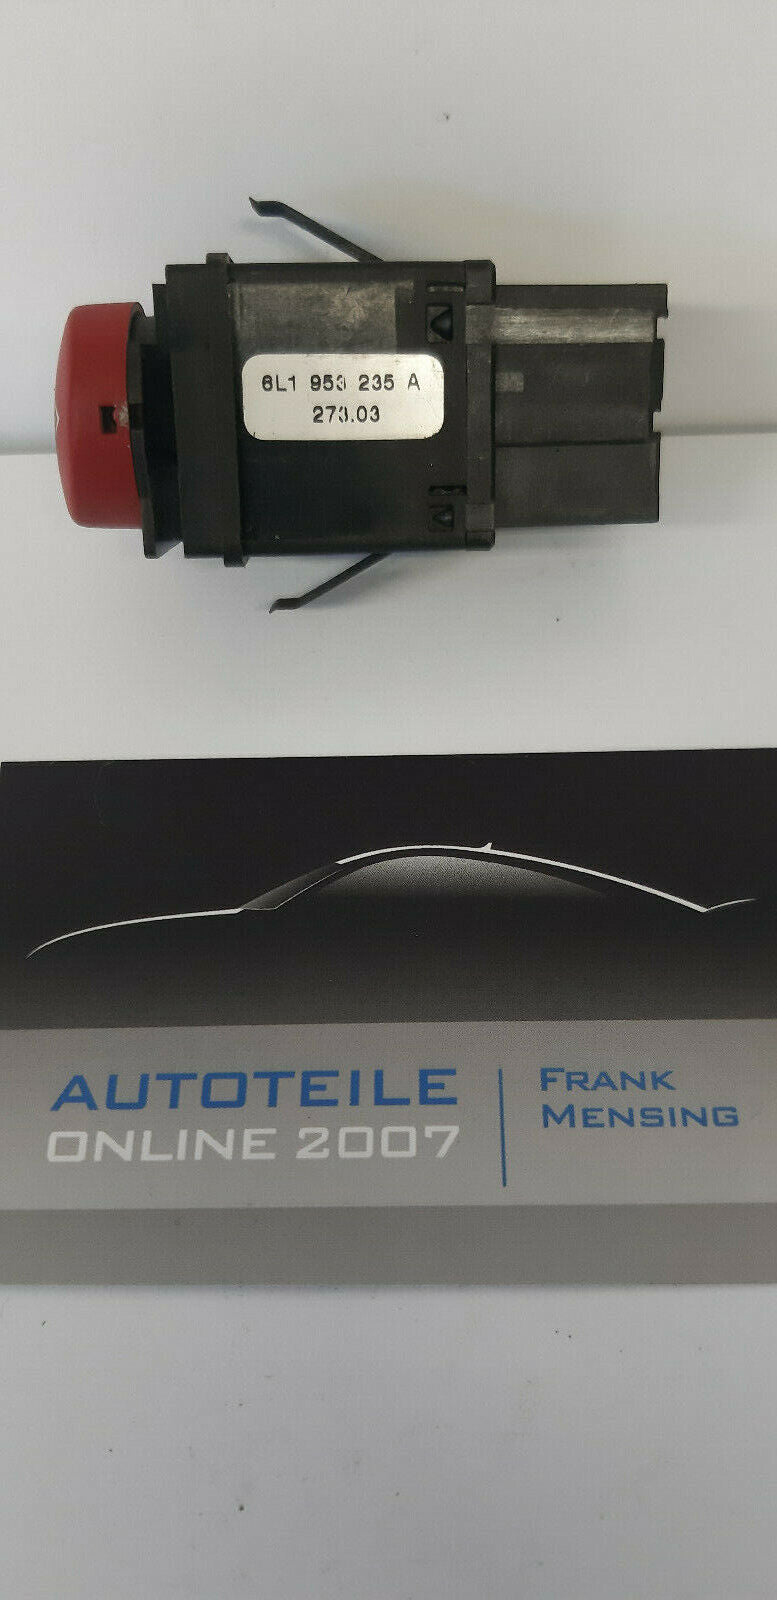 6L1 953 235 A
273.03
AUTOTEILE
ONLINE 2007
FRANK
MENSING